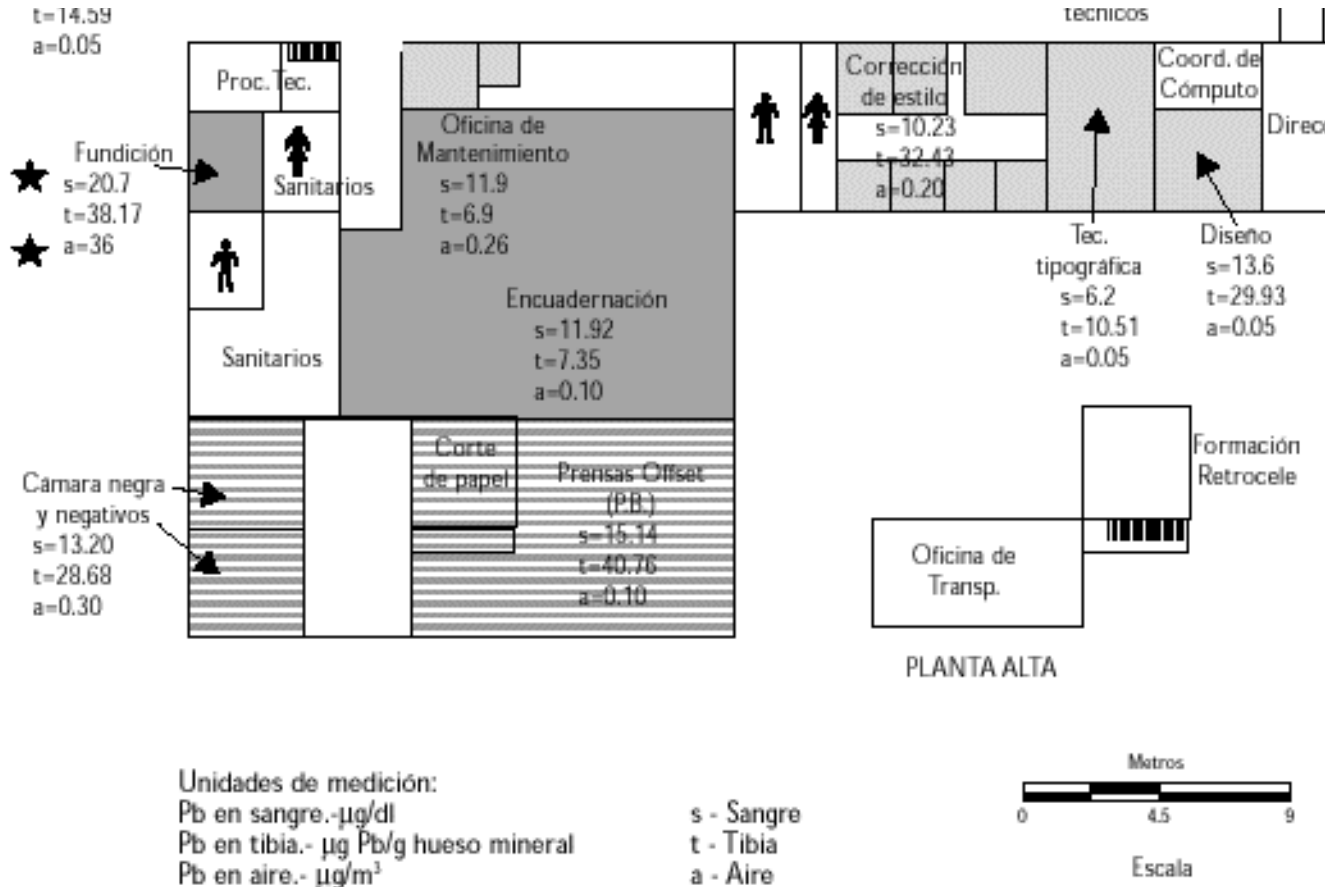 t=14.59
a=0.05
técnicos
Proc. Tec.
Fundición
s=20.7
t=38.17
a=36
Sanitarios
Oficina de
Mantenimiento
s=11.9
t=6.9
a=0.26
Corrección
de estilo
s=10.23
t=32.43
a=0.20
Coord. de
Cómputo
Tec.
tipográfica
s=6.2
t=10.51
a=0.05
Diseño
s=13.6
t=29.93
a=0.05
Encuadernación
s=11.92
t=7.35
a=0.10
Sanitarios
Cámara negra
y negativos
s=13.20
t=28.68
a=0.30
Corte
de papel
Prensas Offset
(P.B.)
s=15.14
t=40.76
a=0.10
Formación
Retrocele
Oficina de
Transp.
PLANTA ALTA
Unidades de medición:
Pb en sangre.-µg/dl
Pb en tibia.- µg Pb/g hueso mineral
Pb en aire.- µg/m³
s - Sangre
t - Tibia
a - Aire
Metros
0 4.5 9
Escala